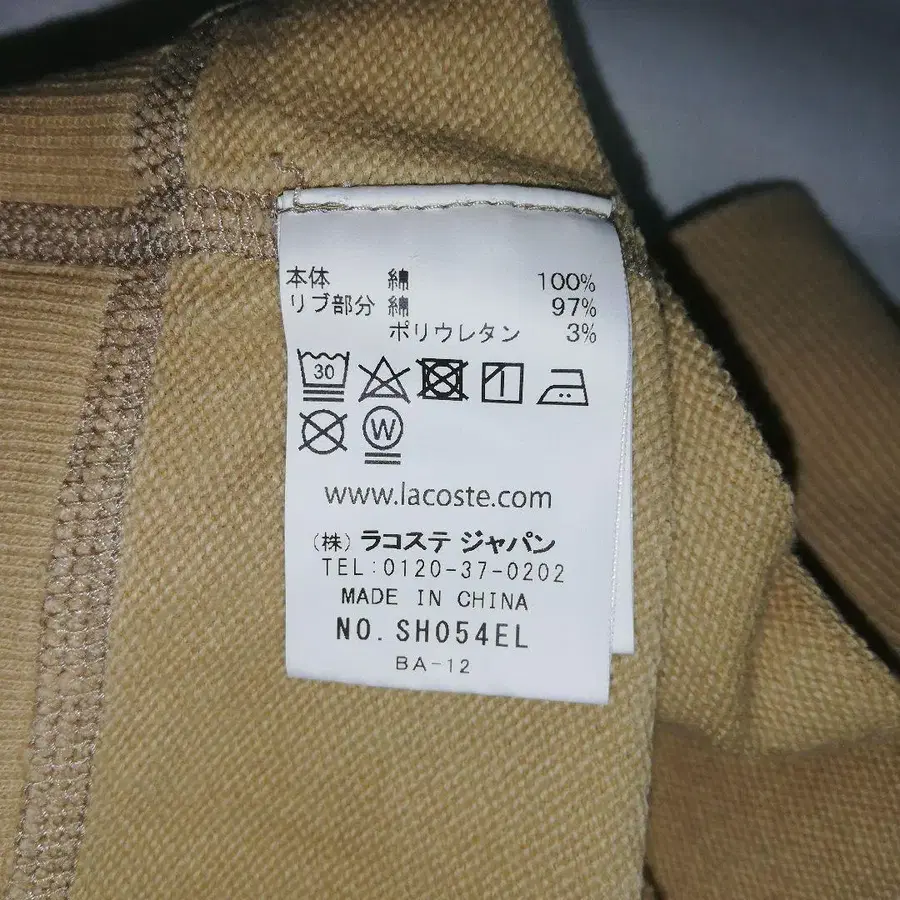 本体 綿 100%
リブ部分 綿 97%
ポリウレタン 3%
30
W
www.lacoste.com
(株) ラコステ ジャパン
TEL:0120-37-0202
MADE IN CHINA
NO. SH054EL
BA-12